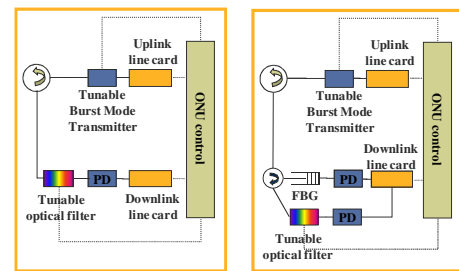 Uplink
line card
Tunable
Burst Mode
Transmitter
ONU control
PD
Tunable
optical filter
Downlink
line card
Uplink
line card
Tunable
Burst Mode
Transmitter
ONU control
Downlink
line card
PD
FBG
PD
Tunable
optical filter